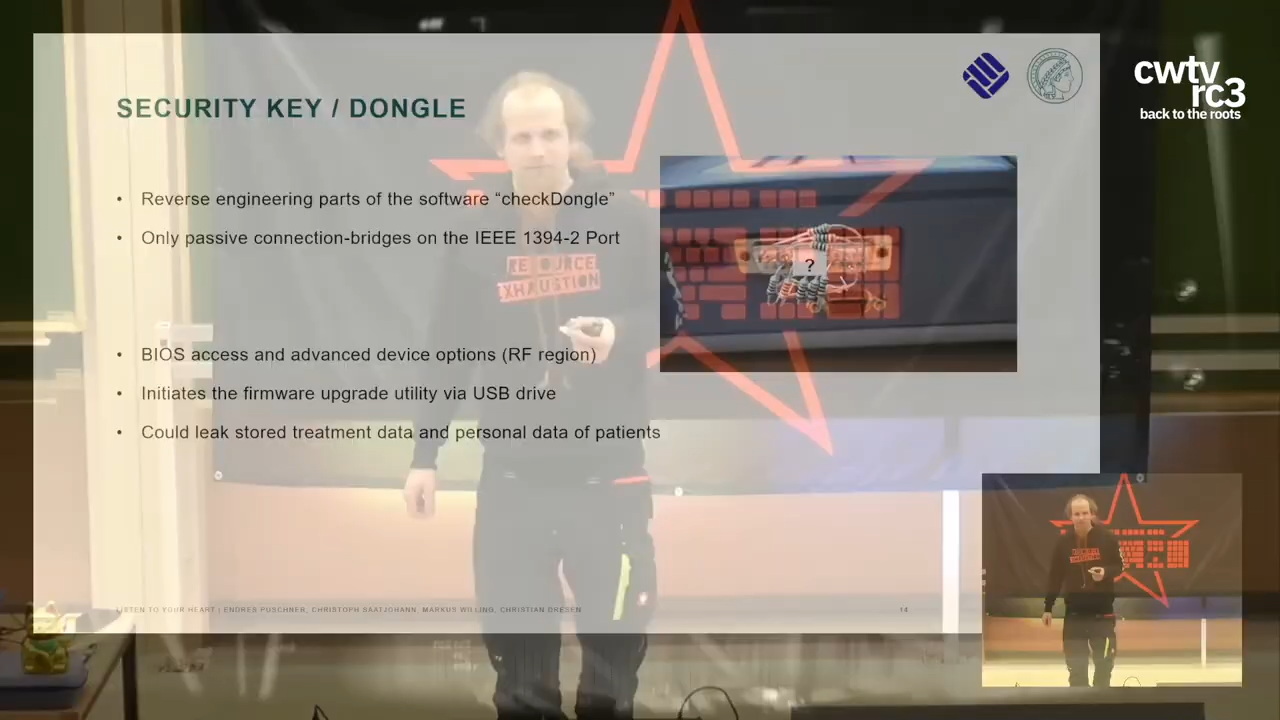 cwtv
rc3
back to the roots
SECURITY KEY / DONGLE
• Reverse engineering parts of the software “checkDongle”
• Only passive connection-bridges on the IEEE 1394-2 Port
?
RESOURCE
EXHAUSTION
• BIOS access and advanced device options (RF region)
• Initiates the firmware upgrade utility via USB drive
• Could leak stored treatment data and personal data of patients
LISTEN TO YOUR HEART | ENDRES PUSCHNER, CHRISTOPH SAATJOHANN, MARKUS WILLING, CHRISTIAN DRESEN
14